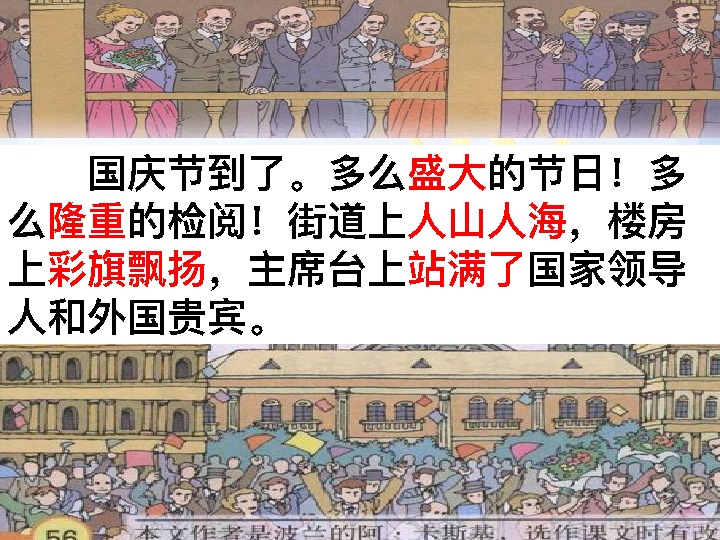 国庆节到了。多么盛大的节日！多
么隆重的检阅！街道上人山人海，楼房
上彩旗飘扬，主席台上站满了国家领导
人和外国贵宾。
56
本文作者是波兰的阿·卡斯基，选作课文时有改